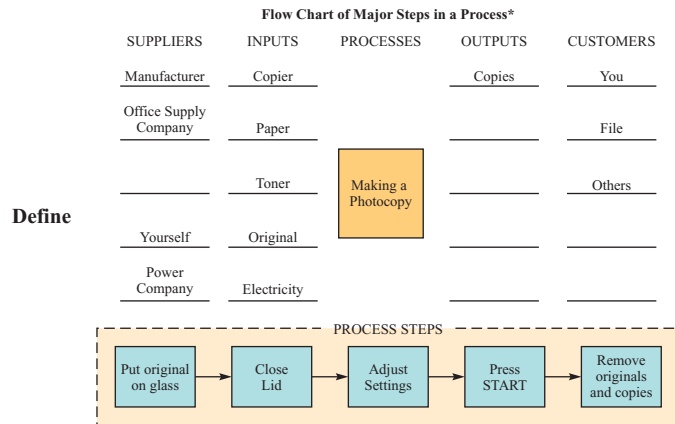 Flow Chart of Major Steps in a Process*
SUPPLIERS INPUTS PROCESSES OUTPUTS CUSTOMERS
Manufacturer Copier Copies You
Office Supply
Company Paper File
Toner Others
Making a
Photocopy
Define
Yourself Original
Power
Company Electricity
PROCESS STEPS
Put original
on glass
Close
Lid
Adjust
Settings
Press
START
Remove
originals
and copies